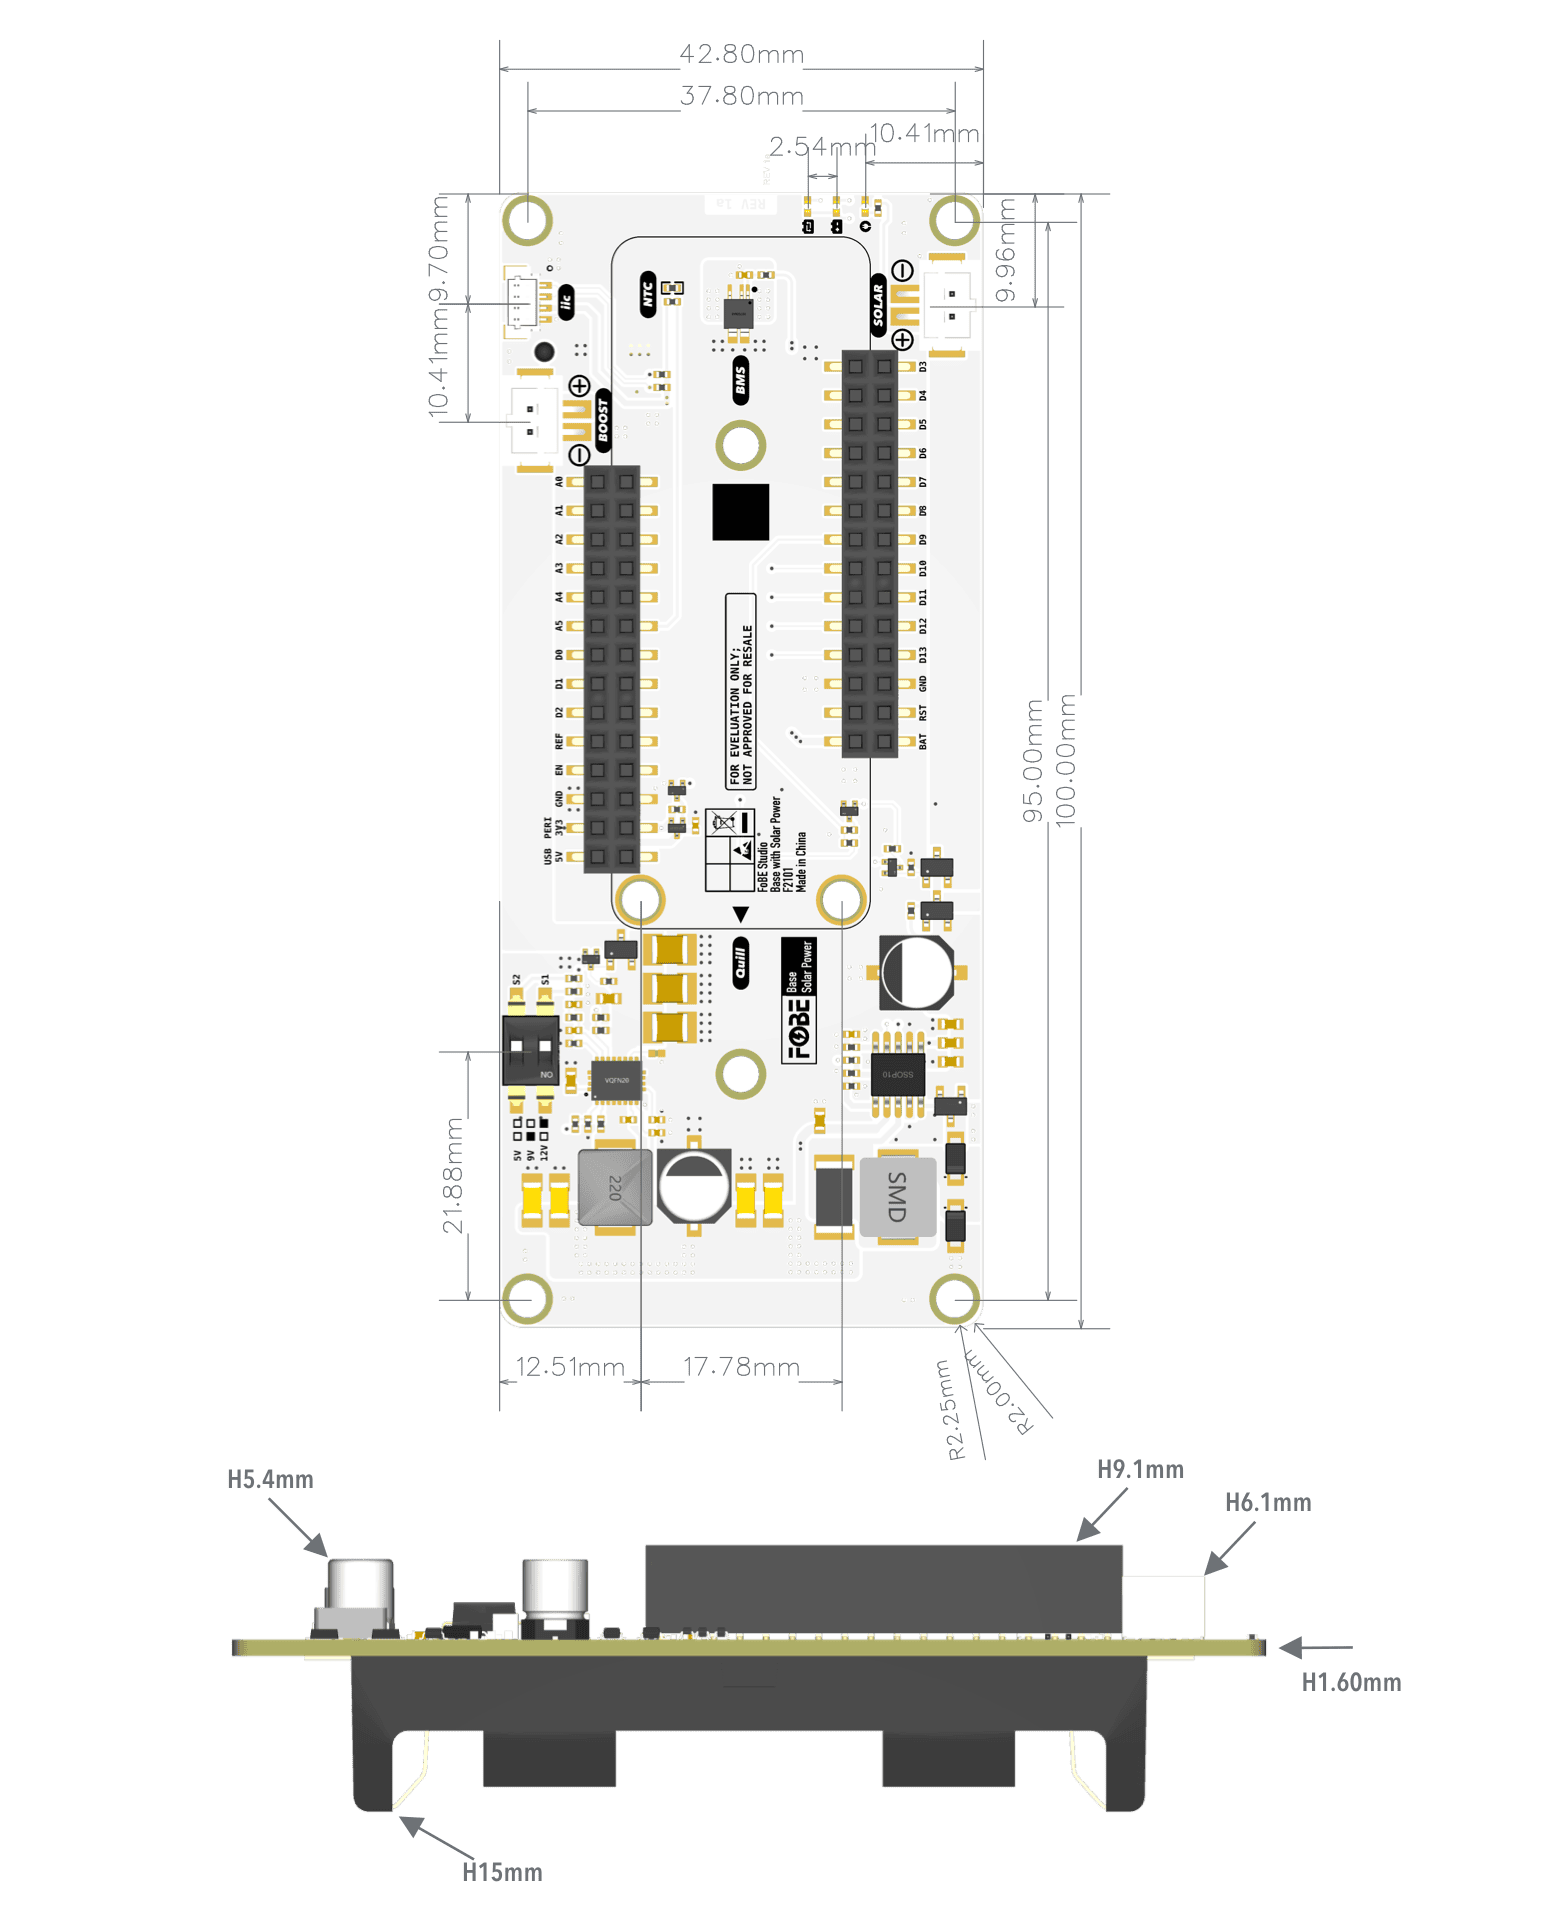 42.80mm
37.80mm
10.41mm
2.54mm
REV 1a
REV 1a
9.70mm
10.41mm
9.96mm
iic
NTC
SOLAR
BMS
BOOST
D3
D4
D5
D6
D7
D8
D9
D10
D11
D12
D13
GND
RST
BAT
A0
A1
A2
A3
A4
A5
D0
D1
D2
REF
EN
GND
PERI
3V3
USB
5V
FOR EVELUATION ONLY;
NOT APPROVED FOR RESALE
95.00mm
100.00mm
FoBE Studio
Base with Solar Power
F2101
Made in China
Quill
FOBE
Base
Solar Power
S2
S1
ON
VQFN28
SSOP10
5V
9V
12V
220
SMD
21.88mm
12.51mm
17.78mm
R2.25mm
R2.00mm
H5.4mm
H9.1mm
H6.1mm
H1.60mm
H15mm